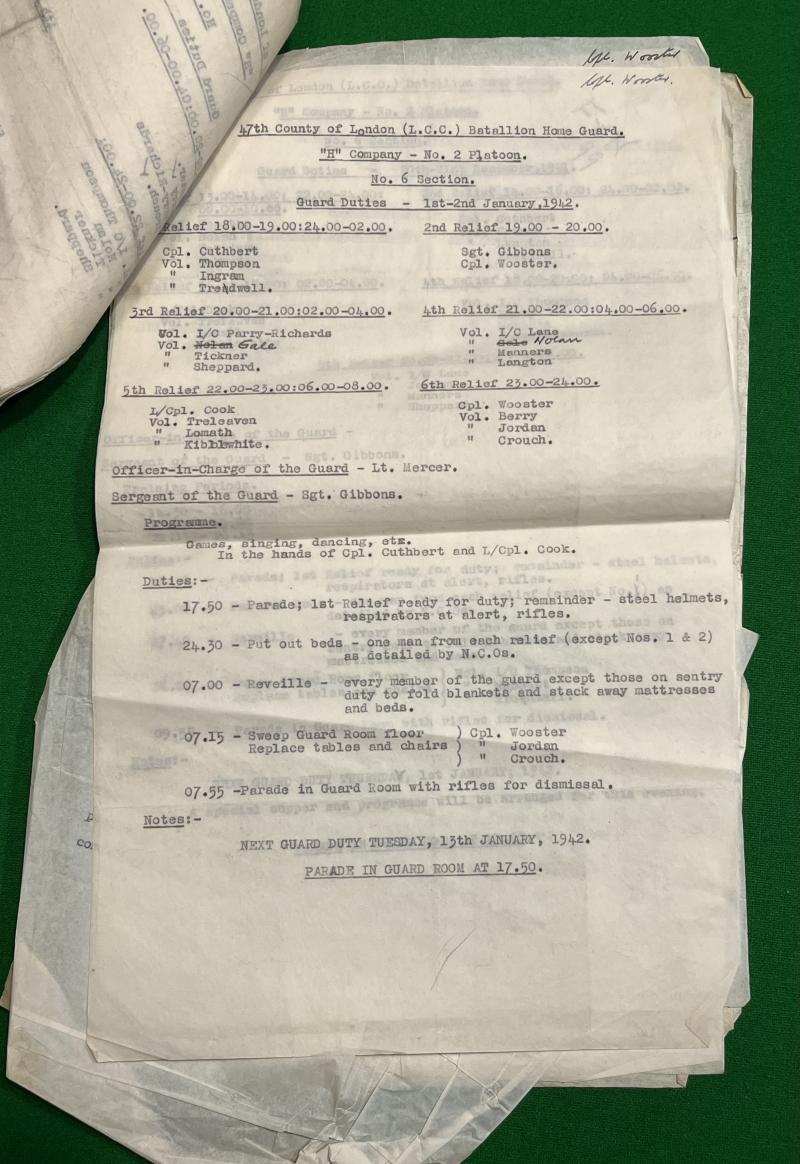 Cpl. Wooster
Cpl. Wooster.
47th County of London (L.C.C.) Batallion Home Guard.
"H" Company - No. 2 Platoon.
No. 6 Section.
Guard Duties - 1st-2nd January, 1942.
Relief 18.00-19.00:24.00-02.00.
Cpl. Cuthbert
Vol. Thompson
" Ingram
" Treadwell.
2nd Relief 19.00 - 20.00.
Sgt. Gibbons
Cpl. Wooster.
3rd Relief 20.00-21.00:02.00-04.00.
Vol. I/C Parry-Richards
Vol. Nolan Gale
" Tickner
" Sheppard.
4th Relief 21.00-22.00:04.00-06.00.
Vol. I/C Lane
" Gale Nolan
" Manners
" Langton
5th Relief 22.00-23.00:06.00-08.00.
L/Cpl. Cook
Vol. Treleaven
" Lomath
" Kibblewhite.
6th Relief 23.00-24.00.
Cpl. Wooster
Vol. Berry
" Jordan
" Crouch.
Officer-in-Charge of the Guard - Lt. Mercer.
Sergeant of the Guard - Sgt. Gibbons.
Programme.
Games, singing, dancing, etc.
In the hands of Cpl. Cuthbert and L/Cpl. Cook.
Duties:-
17.50 - Parade; 1st Relief ready for duty; remainder - steel helmets,
respirators at alert, rifles.
24.30 - Put out beds - one man from each relief (except Nos. 1 & 2)
as detailed by N.C.Os.
07.00 - Reveille - every member of the guard except those on sentry
duty to fold blankets and stack away mattresses
and beds.
07.15 - Sweep Guard Room floor ) Cpl. Wooster
Replace tables and chairs ) " Jordan
) " Crouch.
07.55 -Parade in Guard Room with rifles for dismissal.
Notes:-
NEXT GUARD DUTY TUESDAY, 13th JANUARY, 1942.
PARADE IN GUARD ROOM AT 17.50.